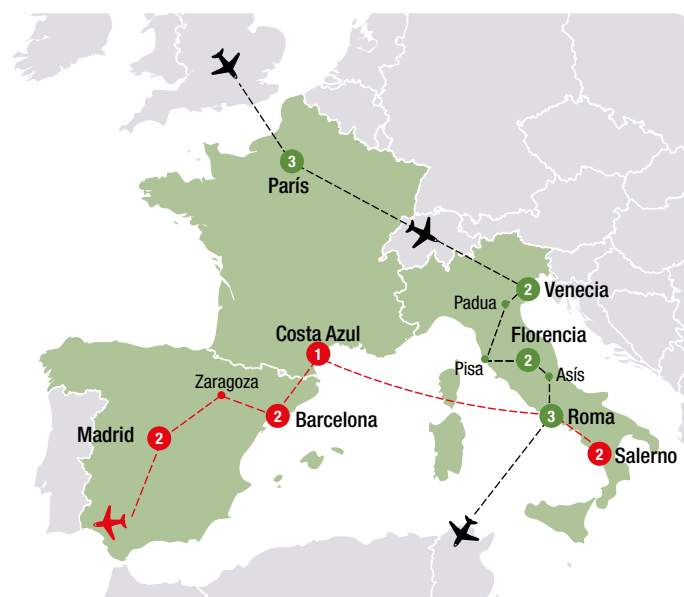 3
París
2
Venecia
Padua
Florencia
2
Costa Azul
1
Pisa
Asís
Zaragoza
2
Barcelona
3
Roma
Madrid
2
2
Salerno